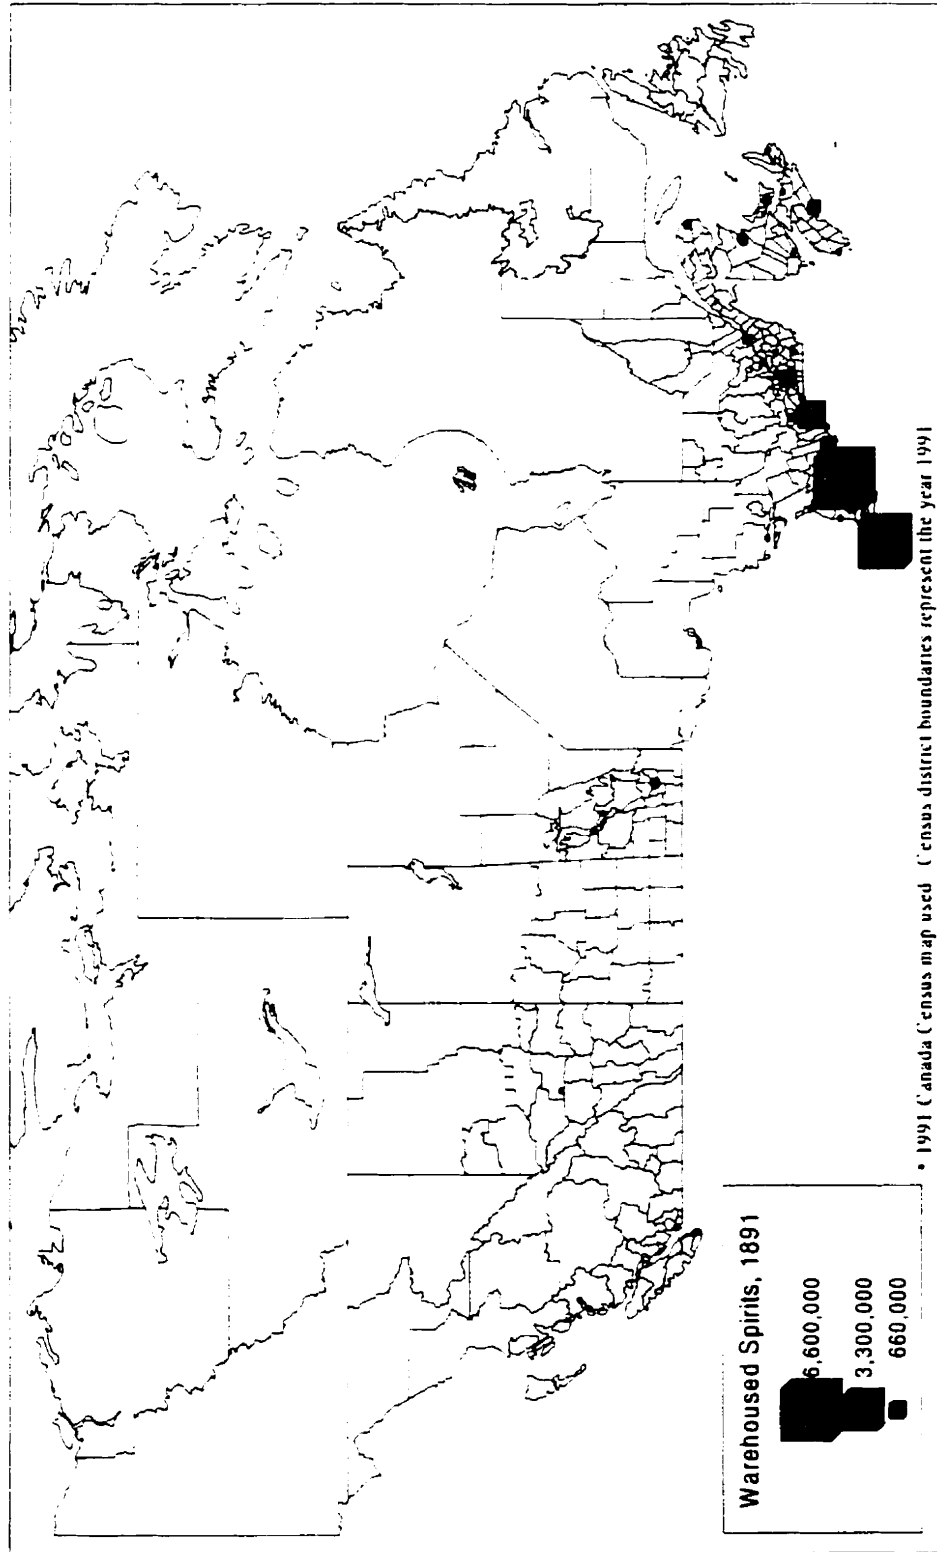 Warehoused Spirits, 1891
6,600,000
3,300,000
660,000
* 1991 Canada Census map used Census district boundaries represent the year 1991